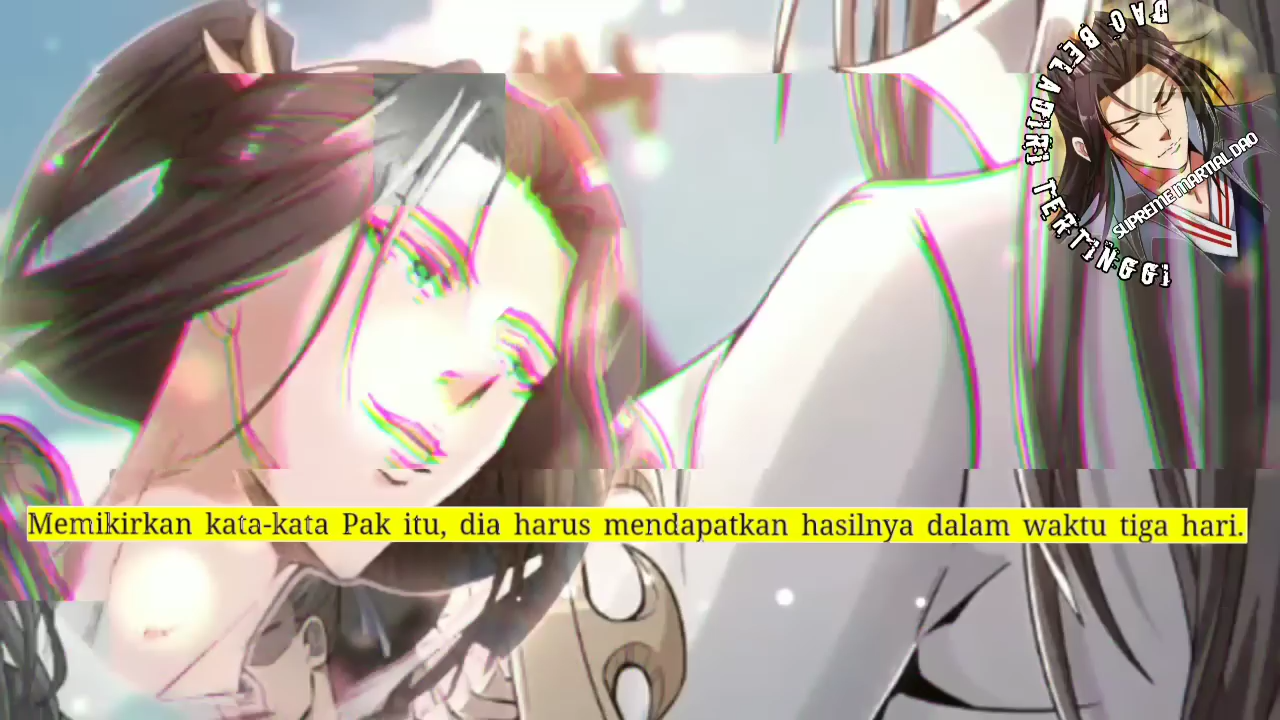 DAO BELADIRI TERTINGGI
SUPREME MARTIAL DAO
Memikirkan kata-kata Pak itu, dia harus mendapatkan hasilnya dalam waktu tiga hari.